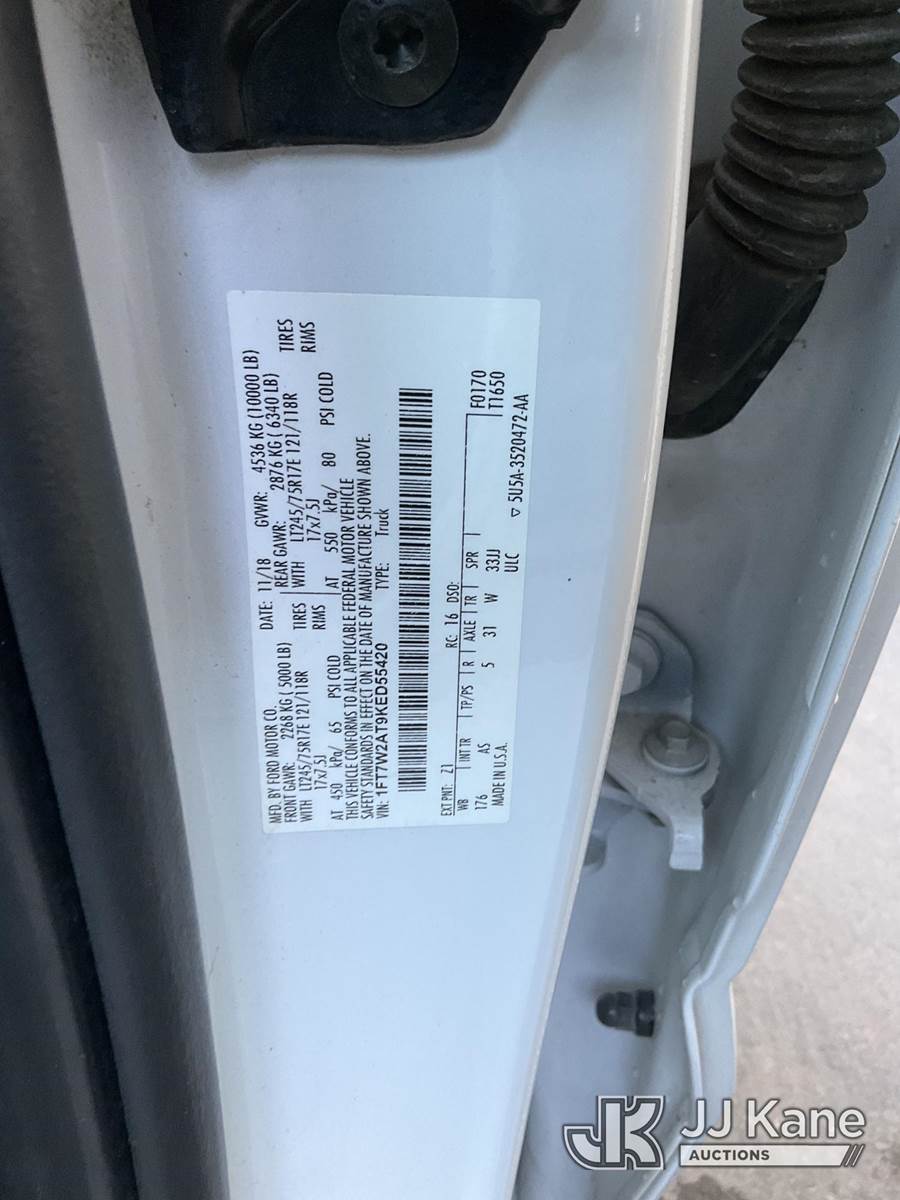 MFD. BY FORD MOTOR CO.
DATE: 11/18 GVWR: 4536 KG (10000 LB)
FRONT GAWR: 2268 KG ( 5000 LB)
REAR GAWR: 2876 KG ( 6340 LB)
WITH LT245/75R17E 121/118R TIRES
WITH LT245/75R17E 121/118R TIRES
17x7.5J RIMS
17x7.5J RIMS
AT 450 kPa/ 65 PSI COLD
AT 550 kPa/ 80 PSI COLD
THIS VEHICLE CONFORMS TO ALL APPLICABLE FEDERAL MOTOR VEHICLE
SAFETY STANDARDS IN EFFECT ON THE DATE OF MANUFACTURE SHOWN ABOVE.
VIN: 1FT7W2AT9KED55420 TYPE: Truck
EXT PNT: Z1 RC: 16 DSO: F0170
WB INT TR TP/PS R AXLE TR SPR T1650
176 AS 5 31 W 33JJ
MADE IN U.S.A. ULC ▽ 5U5A-3520472-AA
JK JJ Kane
AUCTIONS